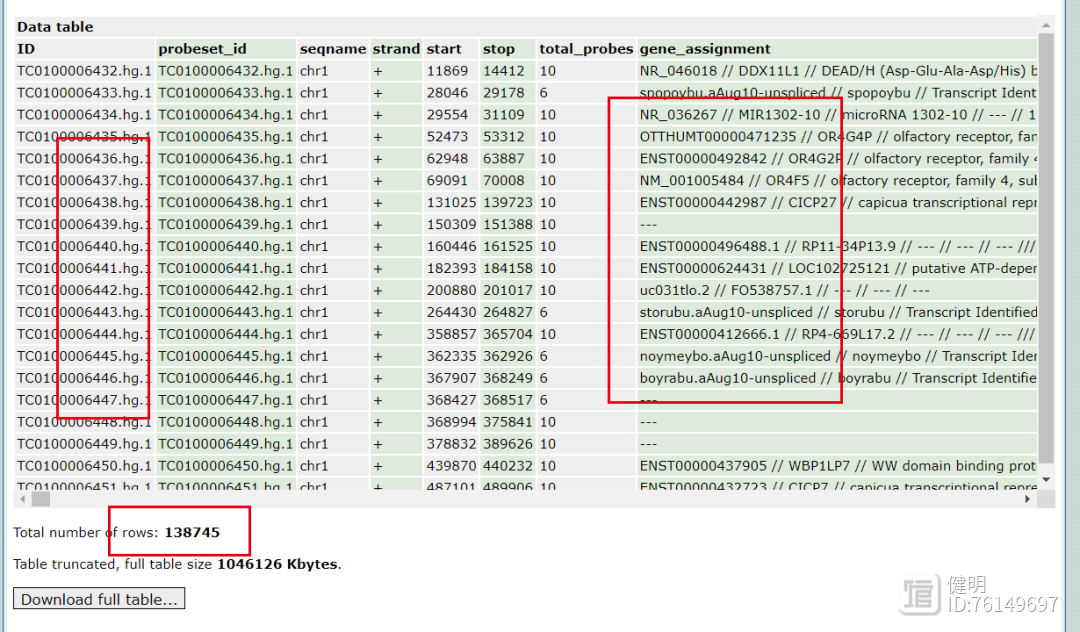 Data table
ID probeset_id seqname strand start stop total_probes gene_assignment
TC0100006432.hg.1 TC0100006432.hg.1 chr1 + 11869 14412 10 NR_046018 // DDX11L1 // DEAD/H (Asp-Glu-Ala-Asp/His) b
TC0100006433.hg.1 TC0100006433.hg.1 chr1 + 28046 29178 6 spopoybu.aAug10-unspliced // spopoybu // Transcript Ident
TC0100006434.hg.1 TC0100006434.hg.1 chr1 + 29554 31109 10 NR_036267 // MIR1302-10 // microRNA 1302-10 // --- // 1
TC0100006435.hg.1 TC0100006435.hg.1 chr1 + 52473 53312 10 OTTHUMT00000471235 // OR4G4P // olfactory receptor, fam
TC0100006436.hg.1 TC0100006436.hg.1 chr1 + 62948 63887 10 ENST00000492842 // OR4G2P // olfactory receptor, family 4
TC0100006437.hg.1 TC0100006437.hg.1 chr1 + 69091 70008 10 NM_001005484 // OR4F5 // olfactory receptor, family 4, sub
TC0100006438.hg.1 TC0100006438.hg.1 chr1 + 131025 139723 10 ENST00000442987 // CICP27 // capicua transcriptional repr
TC0100006439.hg.1 TC0100006439.hg.1 chr1 + 150309 151388 10 ---
TC0100006440.hg.1 TC0100006440.hg.1 chr1 + 160446 161525 10 ENST00000496488.1 // RP11-34P13.9 // --- // --- // --- ///
TC0100006441.hg.1 TC0100006441.hg.1 chr1 + 182393 184158 10 ENST00000624431 // LOC102725121 // putative ATP-deper
TC0100006442.hg.1 TC0100006442.hg.1 chr1 + 200880 201017 10 uc031tlo.2 // FO538757.1 // --- // --- // ---
TC0100006443.hg.1 TC0100006443.hg.1 chr1 + 264430 264827 6 storubu.aAug10-unspliced // storubu // Transcript Identified
TC0100006444.hg.1 TC0100006444.hg.1 chr1 + 358857 365704 10 ENST00000412666.1 // RP4-669L17.2 // --- // --- // --- ///
TC0100006445.hg.1 TC0100006445.hg.1 chr1 + 362335 362926 6 noymeybo.aAug10-unspliced // noymeybo // Transcript Ider
TC0100006446.hg.1 TC0100006446.hg.1 chr1 + 367907 368249 6 boyrabu.aAug10-unspliced // boyrabu // Transcript Identifie
TC0100006447.hg.1 TC0100006447.hg.1 chr1 + 368427 368517 6 ---
TC0100006448.hg.1 TC0100006448.hg.1 chr1 + 368994 375841 10 ---
TC0100006449.hg.1 TC0100006449.hg.1 chr1 + 378832 389626 10 ---
TC0100006450.hg.1 TC0100006450.hg.1 chr1 + 439870 440232 10 ENST00000437905 // WBP1LP7 // WW domain binding prot
TC0100006451.hg.1 TC0100006451.hg.1 chr1 + 487101 489906 10 ENST00000432723 // CICP7 // capicua transcriptional repre
Total number of rows: 138745
Table truncated, full table size 1046126 Kbytes.
Download full table...
健明
ID:76149697